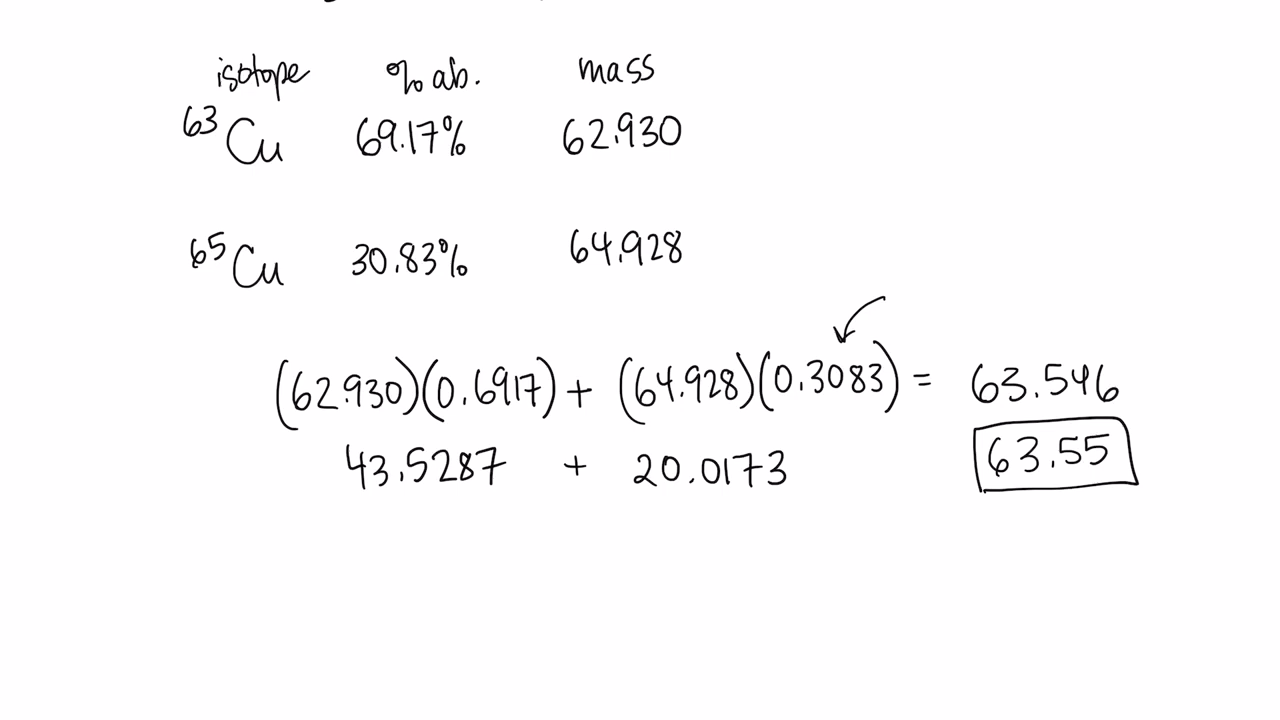 isotope % ab. mass
⁶³Cu 69.17% 62.930
⁶⁵Cu 30.83% 64.928
(62.930)(0.6917) + (64.928)(0.3083) = 63.546
43.5287 + 20.0173 63.55